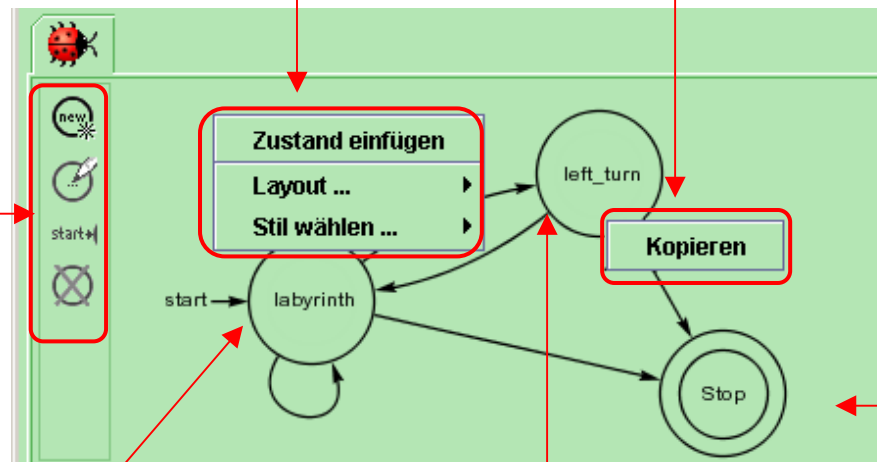 new
Zustand einfügen
Layout ...
Stil wählen ...
left_turn
start
Kopieren
start
labyrinth
Stop